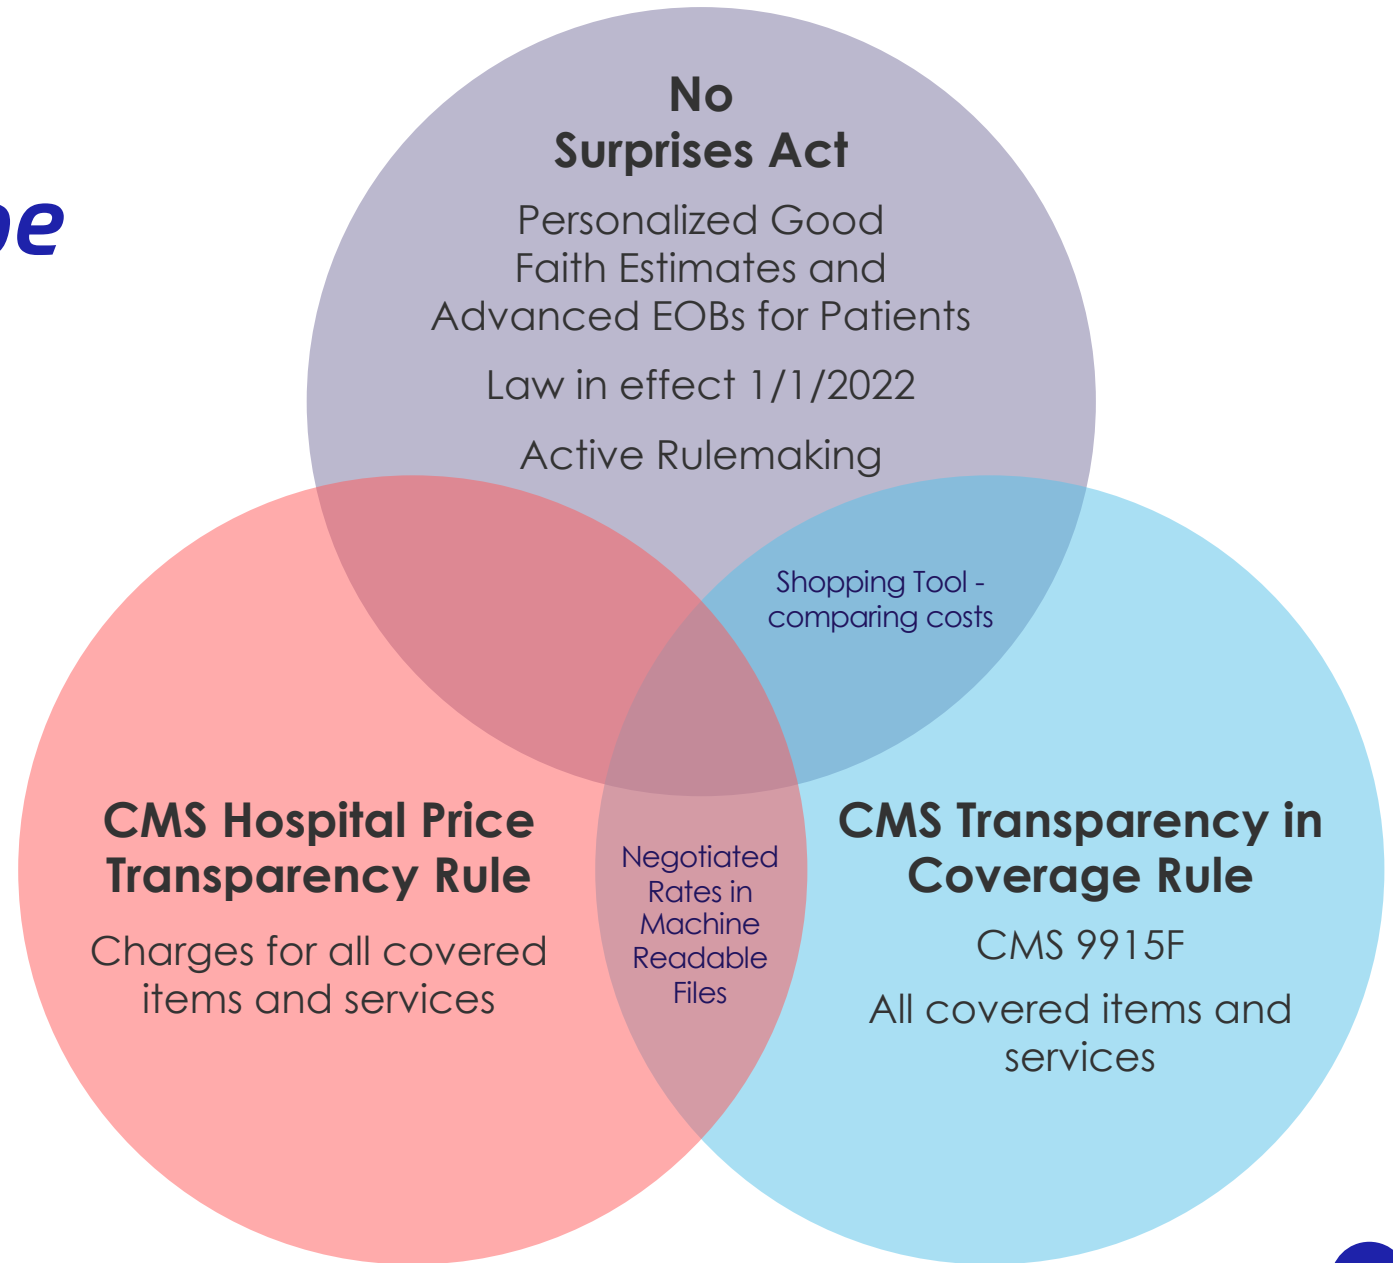 No
Surprises Act
Personalized Good
Faith Estimates and
Advanced EOBs for Patients
Law in effect 1/1/2022
Active Rulemaking
Shopping Tool -
comparing costs
CMS Hospital Price
Transparency Rule
Charges for all covered
items and services
Negotiated
Rates in
Machine
Readable
Files
CMS Transparency in
Coverage Rule
CMS 9915F
All covered items and
services